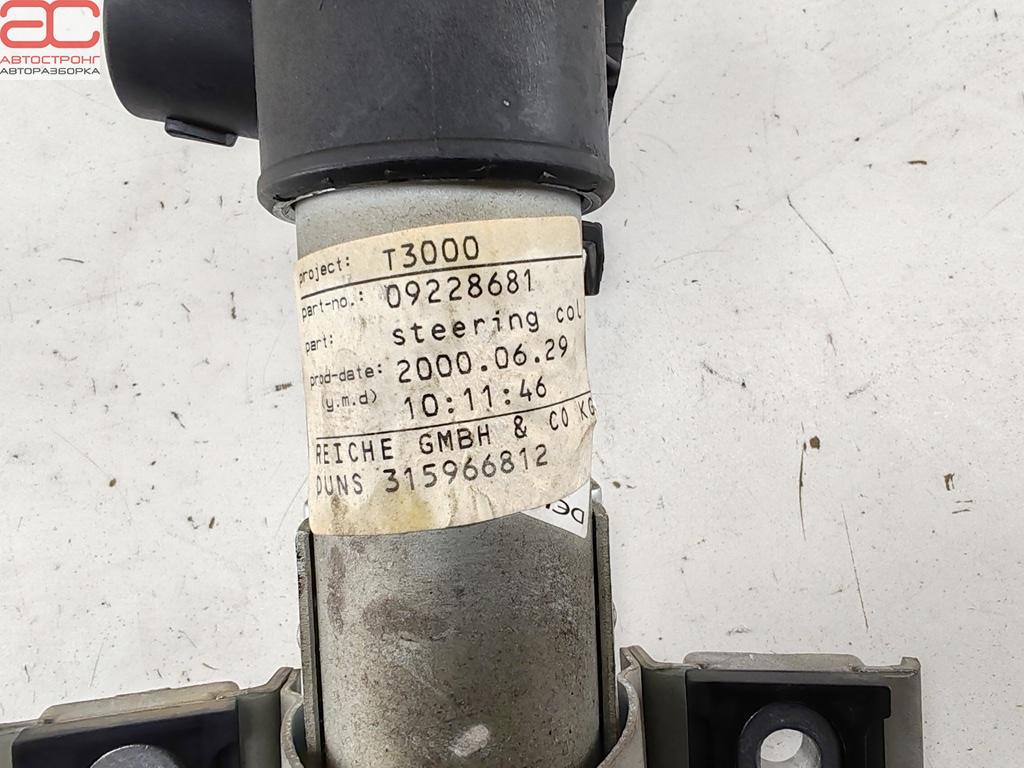 АС
АВТОСТРОНГ
АВТОРАЗБОРКА
project: T3000
part-no.: 09228681
part: steering col
prod-date: 2000.06.29
(y.m.d) 10:11:46
REICHE GMBH & CO KG
DUNS 315966812